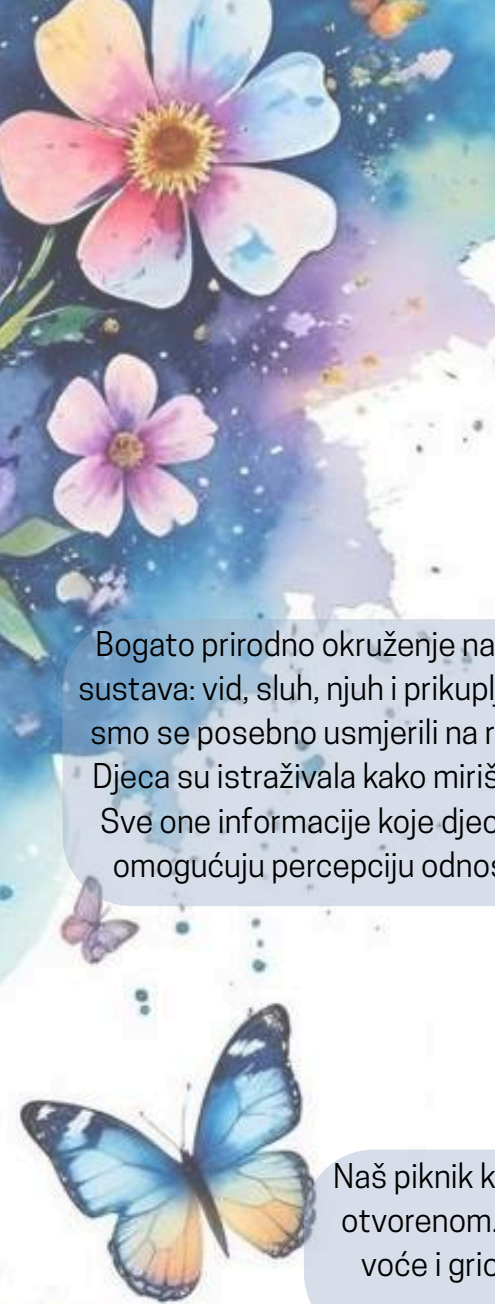 Bogato prirodno okruženje na
sustava: vid, sluh, njuh i prikuplj
smo se posebno usmjerili na
Djeca su istraživala kako miriš
Sve one informacije koje djec
omogućuju percepciju odnos
Naš piknik k
otvorenom.
voće i gric